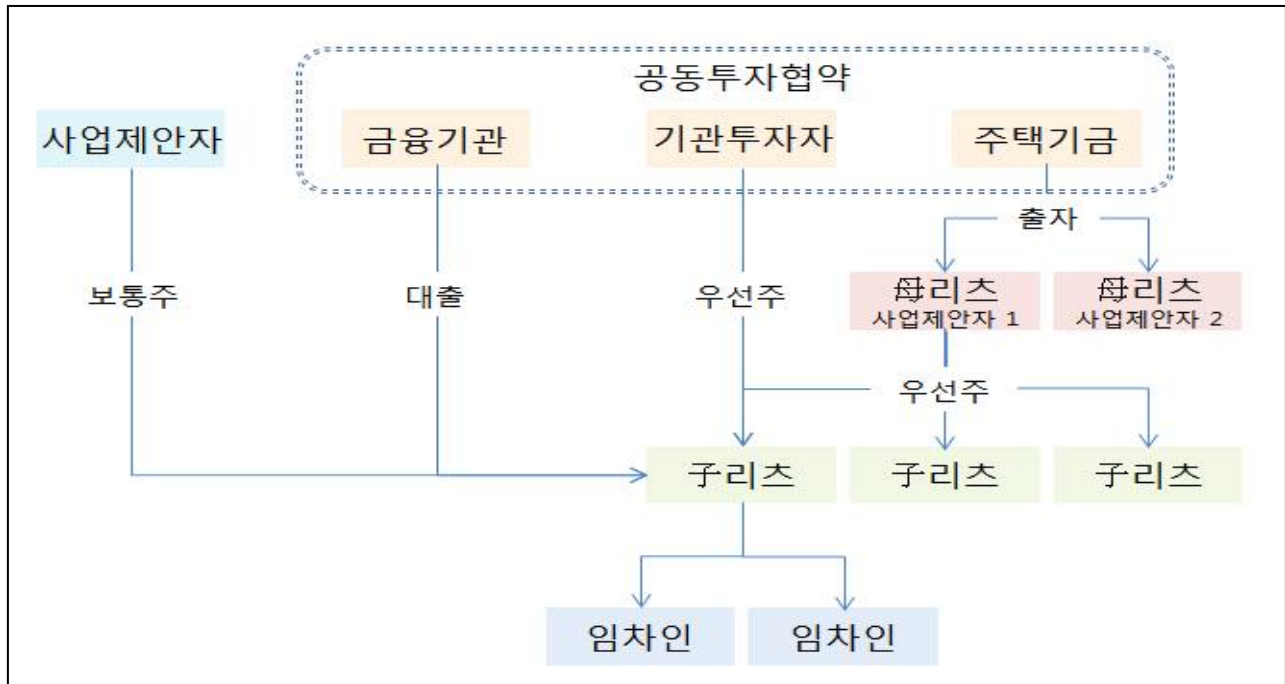 공동투자협약
사업제안자
금융기관
기관투자자
주택기금
출자
보통주
대출
우선주
母리츠
사업제안자 1
母리츠
사업제안자 2
우선주
子리츠
子리츠
子리츠
임차인
임차인